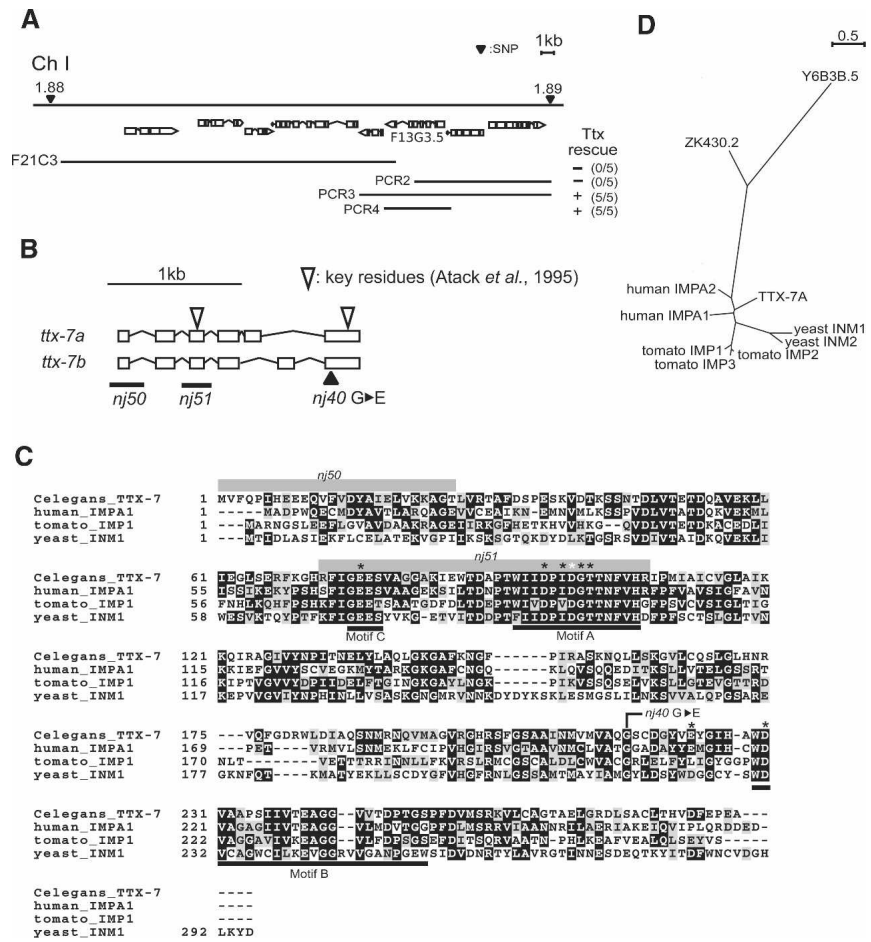 A
▼:SNP
1kb
Ch I
1.88
1.89
F13G3.5
Ttx
rescue
F21C3
− (0/5)
PCR2
− (0/5)
PCR3
+ (5/5)
PCR4
+ (5/5)
D
0.5
Y6B3B.5
ZK430.2
human IMPA2
TTX-7A
human IMPA1
yeast INM1
yeast INM2
tomato IMP1
tomato IMP2
tomato IMP3
B
1kb
: key residues (Atack et al., 1995)
ttx-7a
ttx-7b
nj50
nj51
nj40 G▶E
C
nj50
Celegans_TTX-7 1 MVFQPIHEEEQVFVDYAIELVKKAGTLVRTAFDSPESKVDTKSSNTDLVTETDQAVEKLL
human_IMPA1 1 ----MADPWQECMDYAVTLARQAGEVVCEAIKNEMNVMLKSSPVDLVTATDQKVEKML
tomato_IMP1 1 ---MARNGSLEEFLGVAVDAAKRAGEIIRKGFHETKHVVHKG--QVDLVTETDKACEDLI
yeast_INM1 1 MTIDLASIEKFLCELATEKVGPIIKSKSGTQKDYDLKTGSRSVDIVTAIDKQVEKLI
nj51
* * * * * *
Celegans_TTX-7 61 IEGLSERFKGHRFIGEESVAGGAKIEWTDAPTWIIDPIDGTTNFVHRIPMIAICVGLAIK
human_IMPA1 55 ISSIKEKYPSHSFIGEESVAAGEKSILTDNPTWIIDPIDGTTNFVHRFPFVAVSIGFAVN
tomato_IMP1 56 FNHLKQHFPSHKFIGEETSAATGDFDLTDEPTWIVDPVDGTTNFVHGFPSVCVSIGLTIG
yeast_INM1 58 WESVKTQYPTFKFIGEESYVKG-ETVITDDPTFIIDPIDGTTNFVHDFPFSCTSLGLTVN
Motif C
Motif A
Celegans_TTX-7 121 KQIRAGIVYNPITNELYLAQLGKGAFKNGF------PIRASKNQLLSKGVLCQSLGLHNR
human_IMPA1 115 KKIEFGVVYSCVEGKMYTARKGKGAFCNGQ------KLQVSQQEDITKSLLVTELGSSRT
tomato_IMP1 116 KIPTVGVVYDPIIDELFTGINGKGAFLNGK------PIKVSSQSELVKSLLGTEVGTTRD
yeast_INM1 117 KEPVVGVIYNPHINLLVSASKGNGMRVNNKDYDYKSKLESMGSLILNKSVVALQPGSARE
nj40 G▶E
* *
Celegans_TTX-7 175 --VQFGDRWLDIAQSNMRNQVMAGVRGHRSFGSAAINMVMVAQGSCDGYVEYGIH-AWD
human_IMPA1 169 --PET----VRMVLSNMEKLFCIPVHGIRSVGTAAVNMCLVATGGADAYYEMGIH-CWD
tomato_IMP1 170 NLT-----VETTTRRINNLLFKVRSLRMCGSCALDLCWVACGRLELFYLIGYGGPWD
yeast_INM1 177 GKNFQT----KMATYEKLLSCDYGFVHGFRNLGSSAMTMAYIAMGYLDSYWDGGCY-SWD
Celegans_TTX-7 231 VAAPSIIVTEAGG--VVTDPTGSPFDVMSRKVLCAGTAELGRDLSACLTHVDFEPEA---
human_IMPA1 221 VAGAGIIVTEAGG--VLMDVTGGPFDLMSRRVIAANNRILAERIAKEIQVIPLQRDDED-
tomato_IMP1 222 VAGGAVIVKEAGG--VLFDPSGSEFDITSQRVAATNPHLKEAFVEALQLSEYVS------
yeast_INM1 232 VCAGWCILKEVGGRVVGANPGEWSIDVDNRTYLAVRGTINNESDEQTKYITDFWNCVDGH
Motif B
Celegans_TTX-7 ----
human_IMPA1 ----
tomato_IMP1 ----
yeast_INM1 292 LKYD